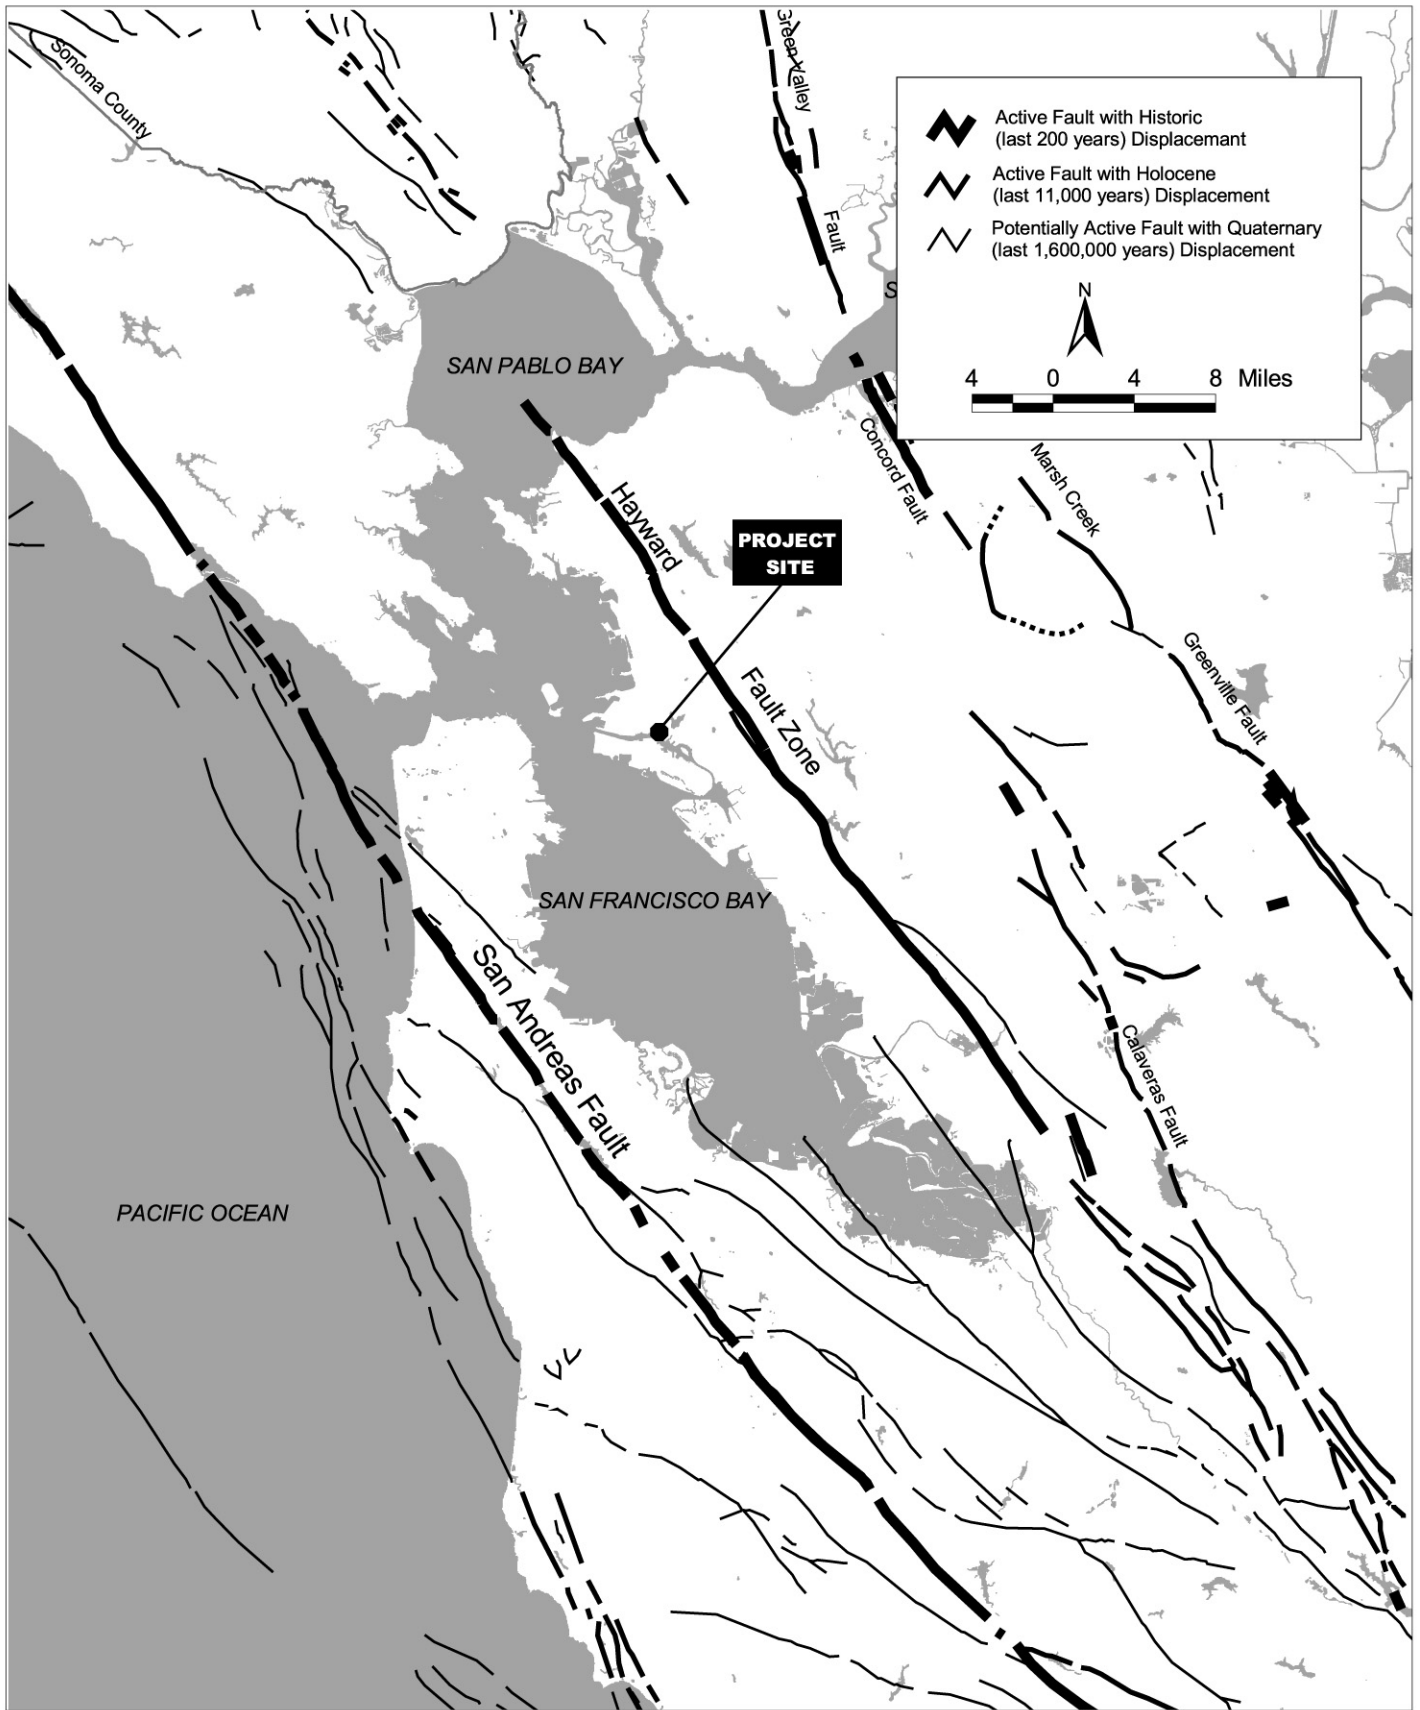 Sonoma County
Green Valley
Fault
Active Fault with Historic
(last 200 years) Displacemant
Active Fault with Holocene
(last 11,000 years) Displacement
Potentially Active Fault with Quaternary
(last 1,600,000 years) Displacement
S
N
4 0 4 8 Miles
SAN PABLO BAY
Concord Fault
Marsh Creek
Hayward
Fault Zone
PROJECT
SITE
Greenville Fault
SAN FRANCISCO BAY
San Andreas Fault
Calaveras Fault
PACIFIC OCEAN